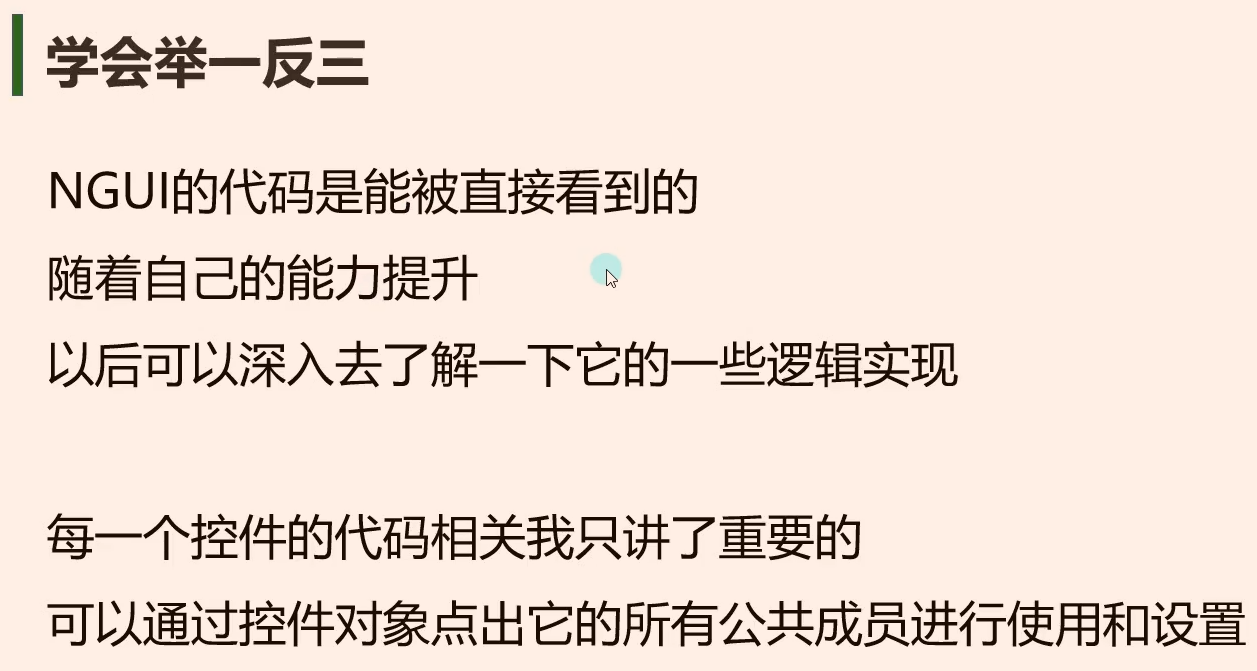 学会举一反三
NGUI的代码是能被直接看到的
随着自己的能力提升
以后可以深入去了解一下它的一些逻辑实现
每一个控件的代码相关我只讲了重要的
可以通过控件对象点出它的所有公共成员进行使用和设置